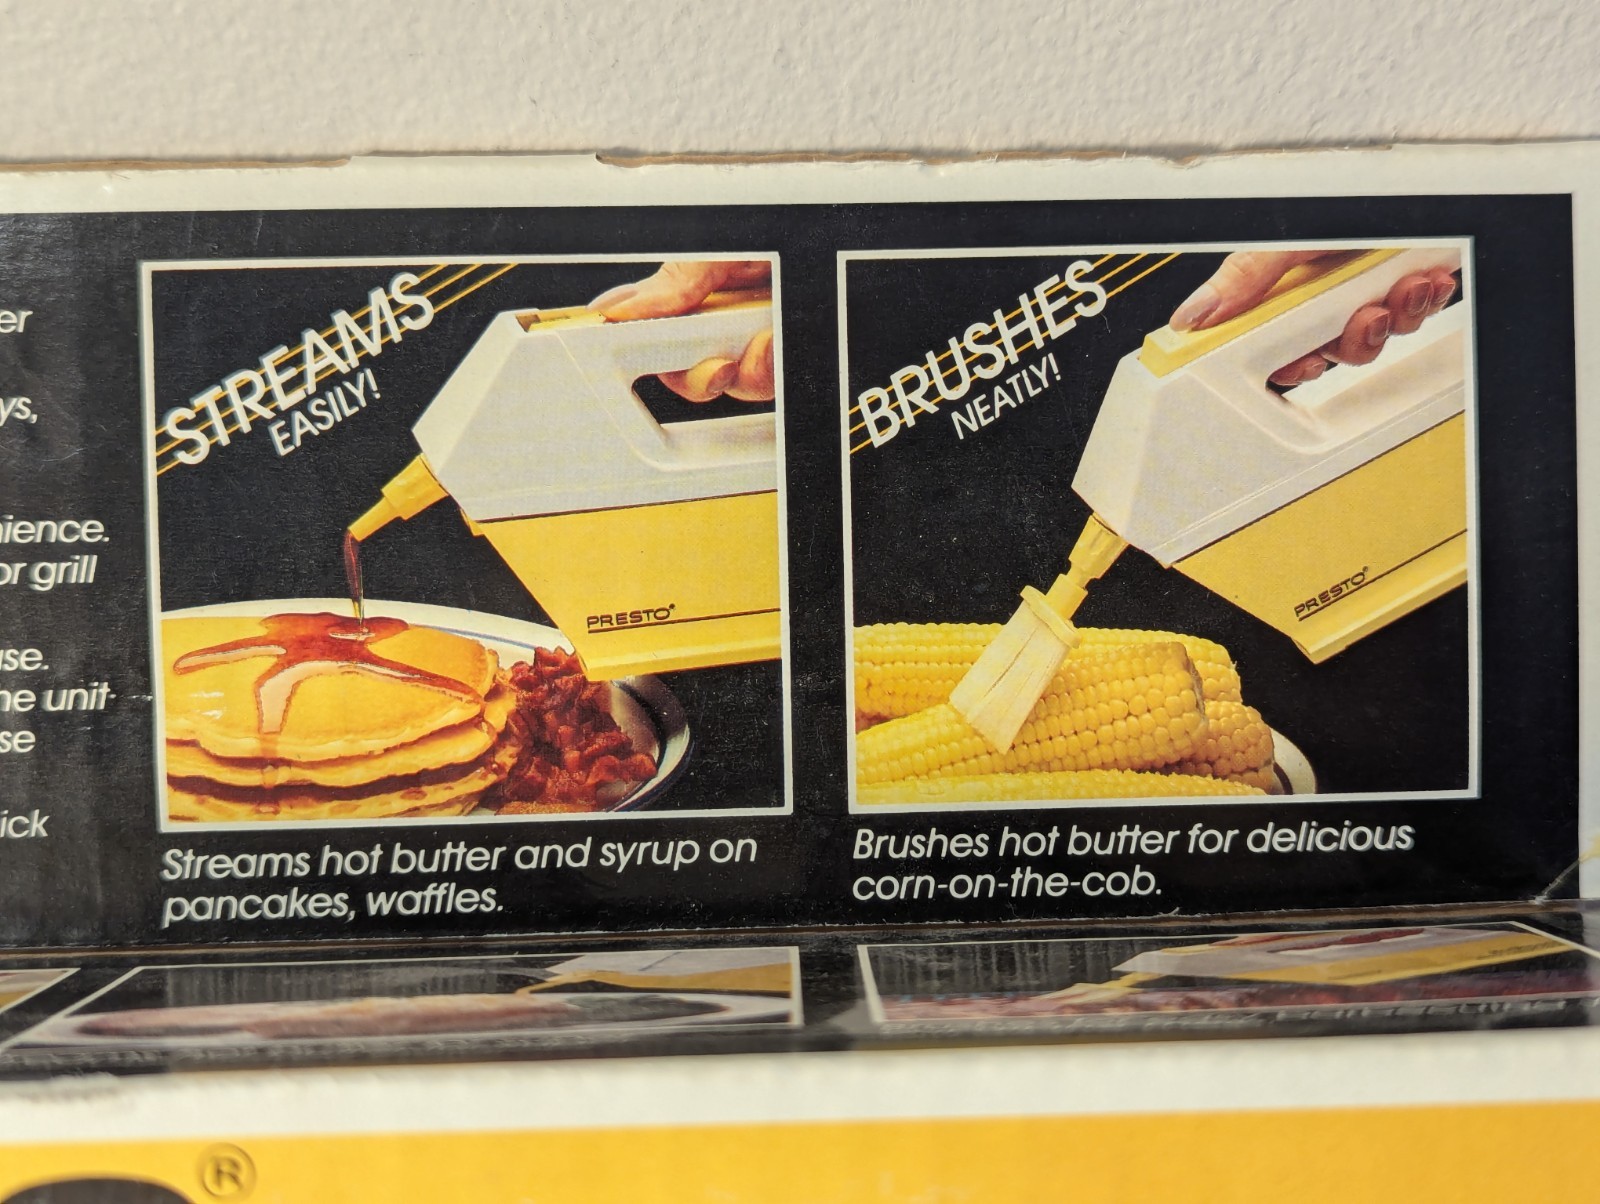 er
ys,
nience.
or grill
use.
he unit-
se
ick
STREAMS
EASILY!
PRESTO®
Streams hot butter and syrup on
pancakes, waffles.
BRUSHES
NEATLY!
PRESTO®
Brushes hot butter for delicious
corn-on-the-cob.
®